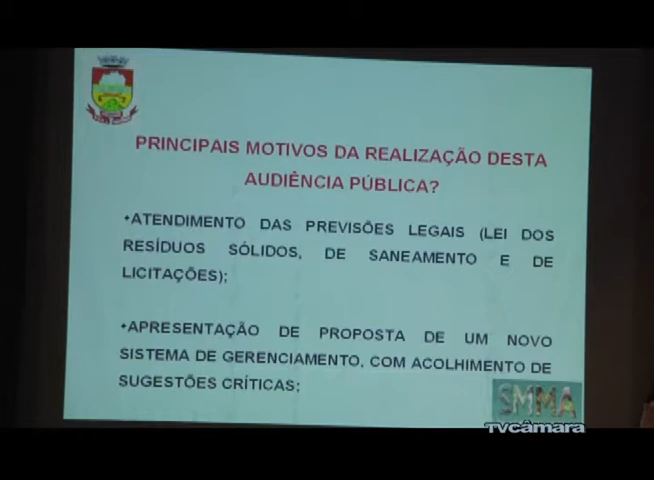 PRINCIPAIS MOTIVOS DA REALIZAÇÃO DESTA
AUDIÊNCIA PÚBLICA?
•ATENDIMENTO DAS PREVISÕES LEGAIS (LEI DOS
RESÍDUOS SÓLIDOS, DE SANEAMENTO E DE
LICITAÇÕES);
•APRESENTAÇÃO DE PROPOSTA DE UM NOVO
SISTEMA DE GERENCIAMENTO, COM ACOLHIMENTO DE
SUGESTÕES CRÍTICAS;
SMMA
TVCâmara